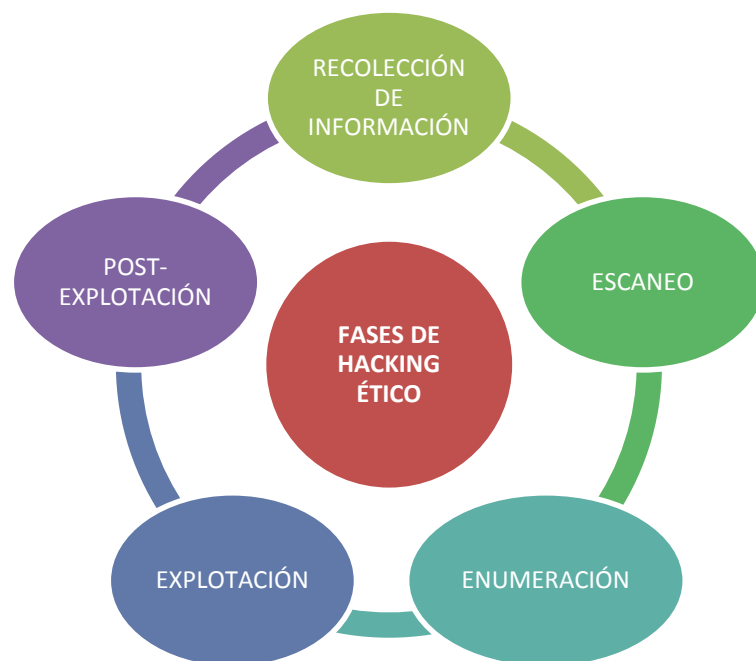 RECOLECCIÓN
DE
INFORMACIÓN
POST-
EXPLOTACIÓN
ESCANEO
FASES DE
HACKING
ÉTICO
EXPLOTACIÓN
ENUMERACIÓN